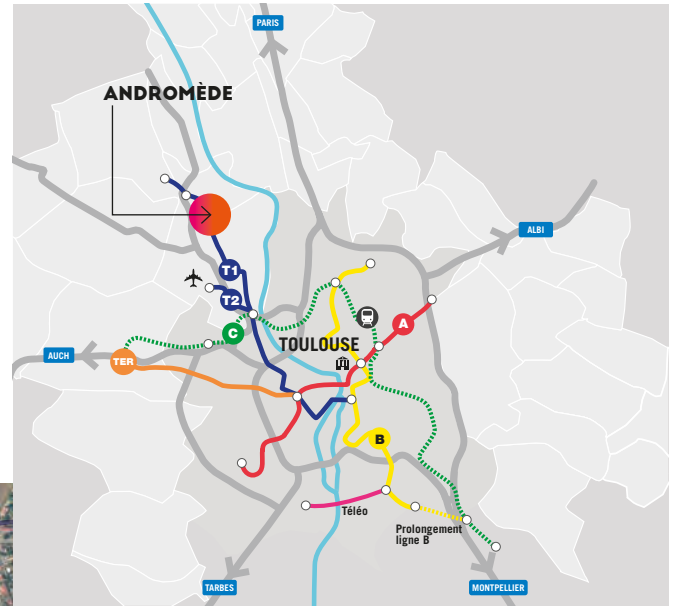 PARIS
ANDROMÈDE
ALBI
T1
T2
C
A
TOULOUSE
AUCH
TER
B
Téléo
Prolongement
ligne B
TARBES
MONTPELLIER